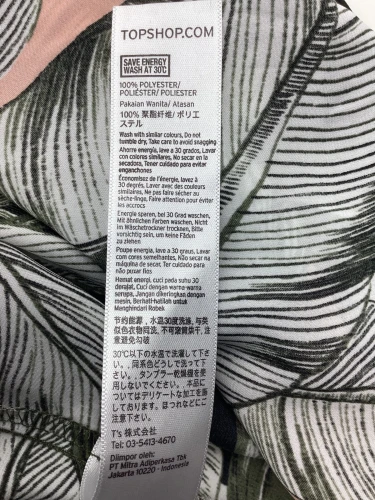 TOPSHOP.COM
SAVE ENERGY
WASH AT 30°C
100% POLYESTER/
POLIÉSTER/ POLIESTER
Pakaian Wanita/ Atasan
100% 聚酯纤维/ ポリエ
ステル
Wash with similar colours, Do not
tumble dry, Take care to avoid snagging
Ahorre energía, lave a 30 grados, Lavar
con colores similares, No secar en la
secadora, Tener cuidado para evitar
enganchones
Économisez de l'énergie, lavez à
30 degrés, Laver avec des couleurs
similaires, Ne pas faire sécher au
sèche-linge, Faire attention pour éviter
les accrocs
Energie sparen, bei 30 Grad waschen,
Mit ähnlichen Farben waschen, Nicht
im Wäschetrockner trocknen, Bitte
vorsichtig sein, um keine Fäden
zu ziehen
Poupe energia, lave a 30 graus, Lavar
com cores semelhantes, Não secar na
máquina de secar, Ter cuidado para
não puxar fios
Hemat energi, cuci pada suhu 30
derajat, Cuci dengan warna-warna
serupa, Jangan dikeringkan dengan
mesin, Berhati-hatilah untuk
Menghindari Robek
节约能源，水温30度洗涤，与类
似色衣物同洗，不可滚筒烘干，注
意避免勾破
30℃以下の水で洗濯して下さ
い。、同系色どうしで洗って下さ
い。、タンブラー乾燥機を使
用しないでください。、本品に
ついてはデリケートな加工を施
しております。ほつれなどにご
注意ください
T's 株式会社
Tel: 03-5413-4670
Diimpor oleh:
PT Mitra Adiperkasa Tbk
Jakarta 10220 - Indonesia